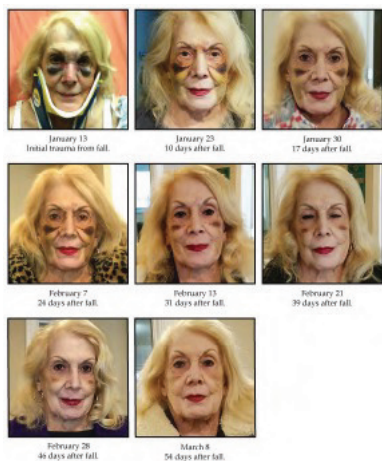 January 13
Initial trauma from fall.
January 23
10 days after fall.
January 30
17 days after fall.
February 7
26 days after fall.
February 13
31 days after fall.
February 21
39 days after fall.
February 28
46 days after fall.
March 8
54 days after fall.